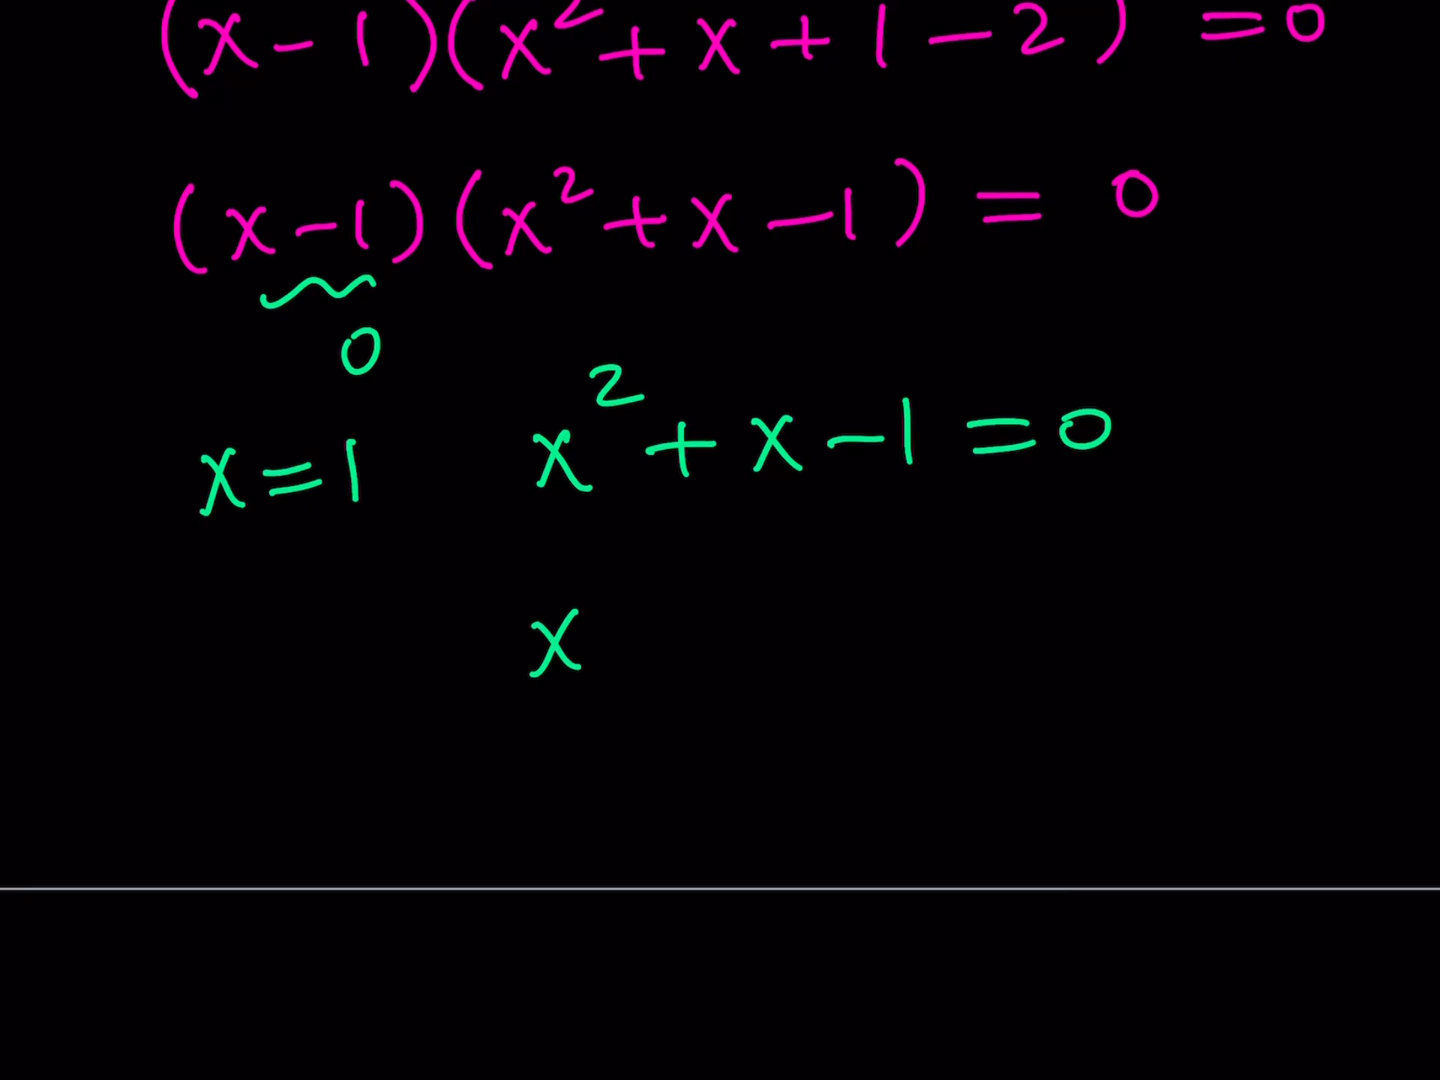 (x-1)(x²+x+1-2) =0
(x-1)(x²+x-1) = 0
0
x=1 x²+x-1=0
x